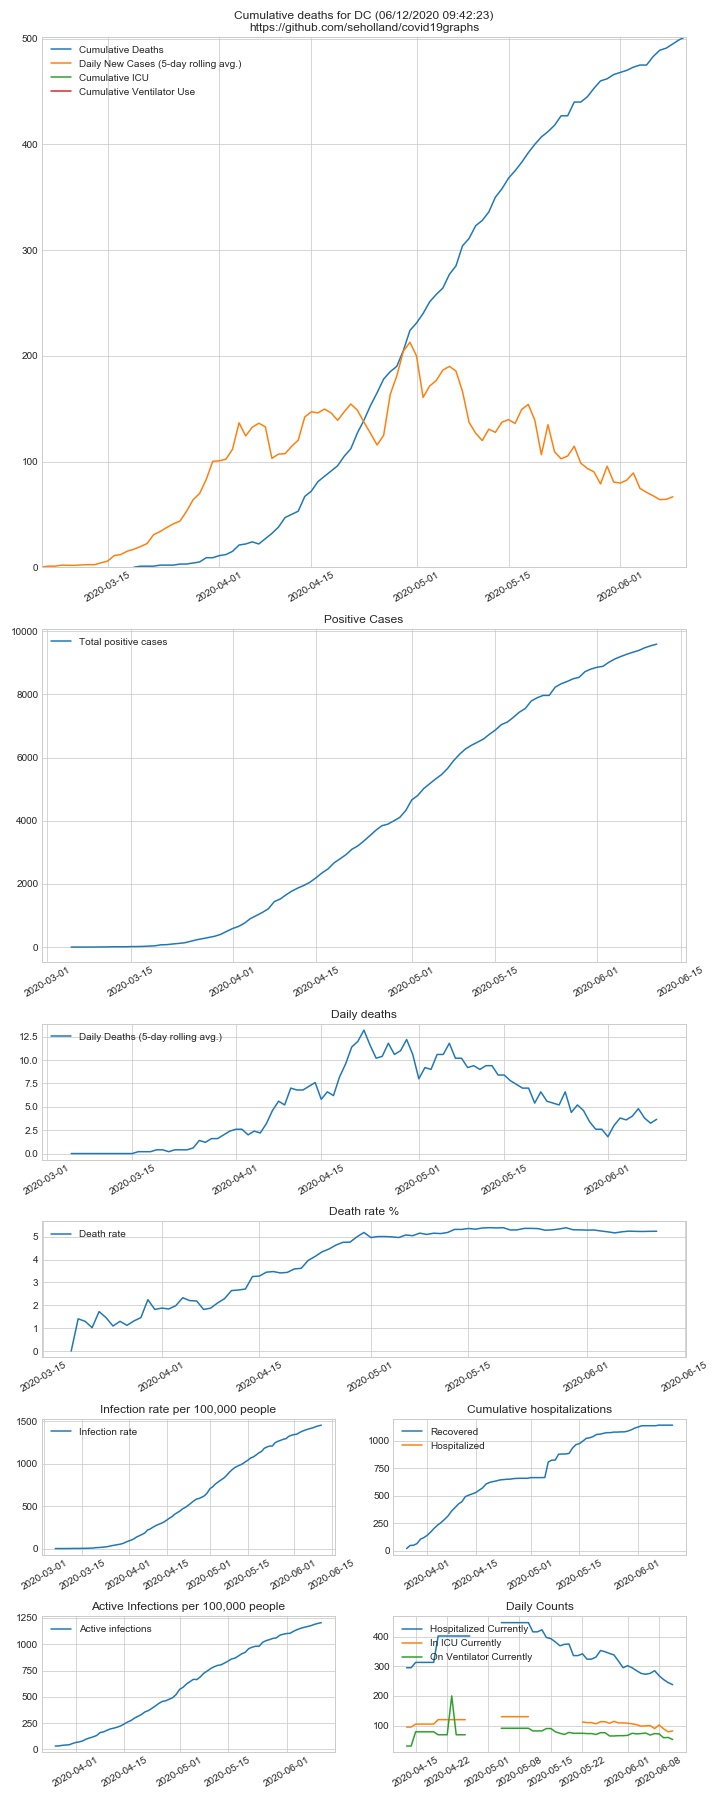 Cumulative deaths for DC (06/12/2020 09:42:23)
https://github.com/seholland/covid19graphs
Cumulative Deaths
Daily New Cases (5-day rolling avg.)
Cumulative ICU
Cumulative Ventilator Use
500
400
300
200
100
0
2020-03-15 2020-04-01 2020-04-15 2020-05-01 2020-05-15 2020-06-01
Positive Cases
Total positive cases
10000
8000
6000
4000
2000
0
2020-03-01 2020-03-15 2020-04-01 2020-04-15 2020-05-01 2020-05-15 2020-06-01 2020-06-15
Daily deaths
Daily Deaths (5-day rolling avg.)
12.5
10.0
7.5
5.0
2.5
0.0
2020-03-01 2020-03-15 2020-04-01 2020-04-15 2020-05-01 2020-05-15 2020-06-01
Death rate %
Death rate
5
4
3
2
1
0
2020-03-15 2020-04-01 2020-04-15 2020-05-01 2020-05-15 2020-06-01 2020-06-15
Infection rate per 100,000 people
Infection rate
1500
1250
1000
750
500
250
0
2020-03-01 2020-03-15 2020-04-01 2020-04-15 2020-05-01 2020-05-15 2020-06-01 2020-06-15
Cumulative hospitalizations
Recovered
Hospitalized
1000
750
500
250
0
2020-04-01 2020-04-15 2020-05-01 2020-05-15 2020-06-01
Active Infections per 100,000 people
Active infections
1250
1000
750
500
250
0
2020-04-01 2020-04-15 2020-05-01 2020-05-15 2020-06-01
Daily Counts
Hospitalized Currently
In ICU Currently
On Ventilator Currently
400
300
200
100
2020-04-15 2020-04-22 2020-05-01 2020-05-08 2020-05-15 2020-05-22 2020-06-01 2020-06-08